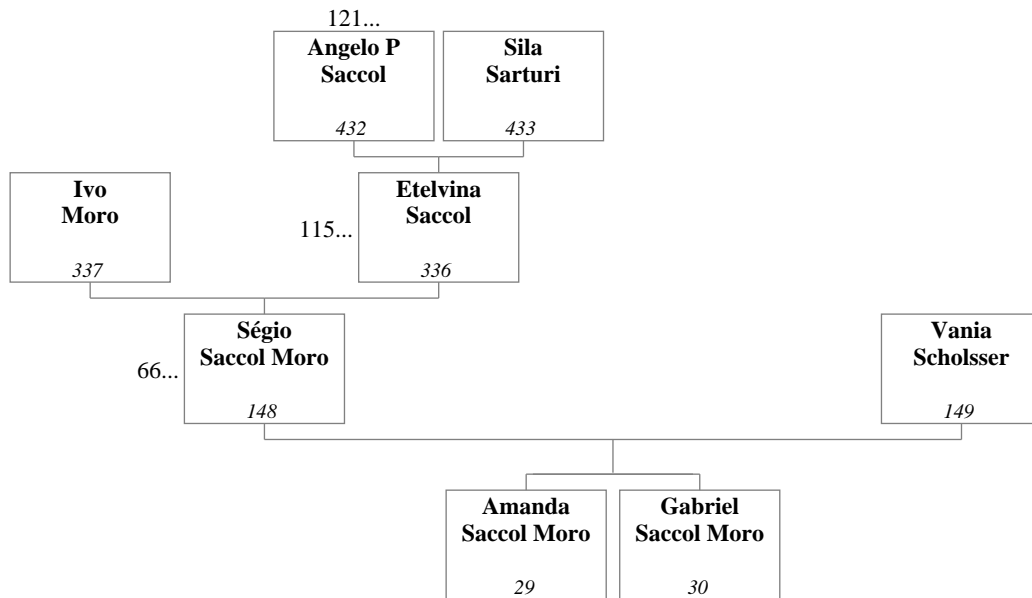 121...
Angelo P
Saccol
432
Sila
Sarturi
433
Ivo
Moro
337
115...
Etelvina
Saccol
336
66...
Ségio
Saccol Moro
148
Vania
Scholsser
149
Amanda
Saccol Moro
29
Gabriel
Saccol Moro
30